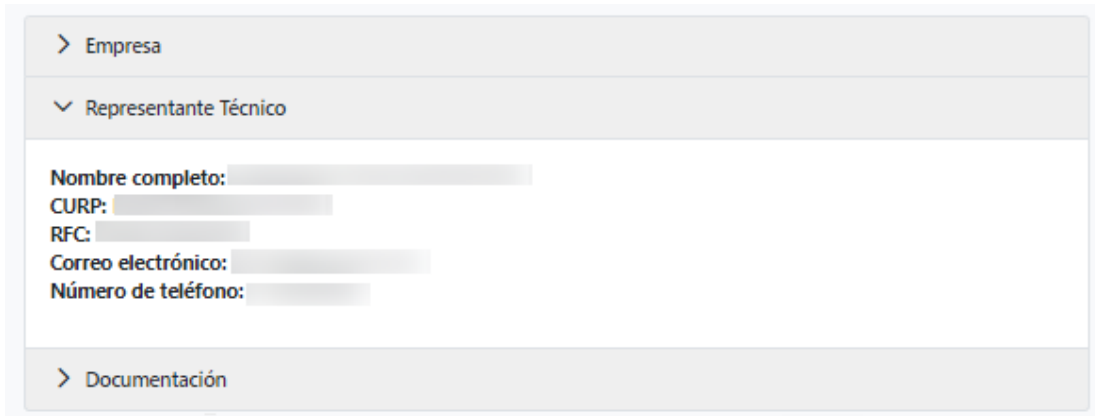 Empresa
Representante Técnico
Nombre completo:
CURP:
RFC:
Correo electrónico:
Número de teléfono:
Documentación